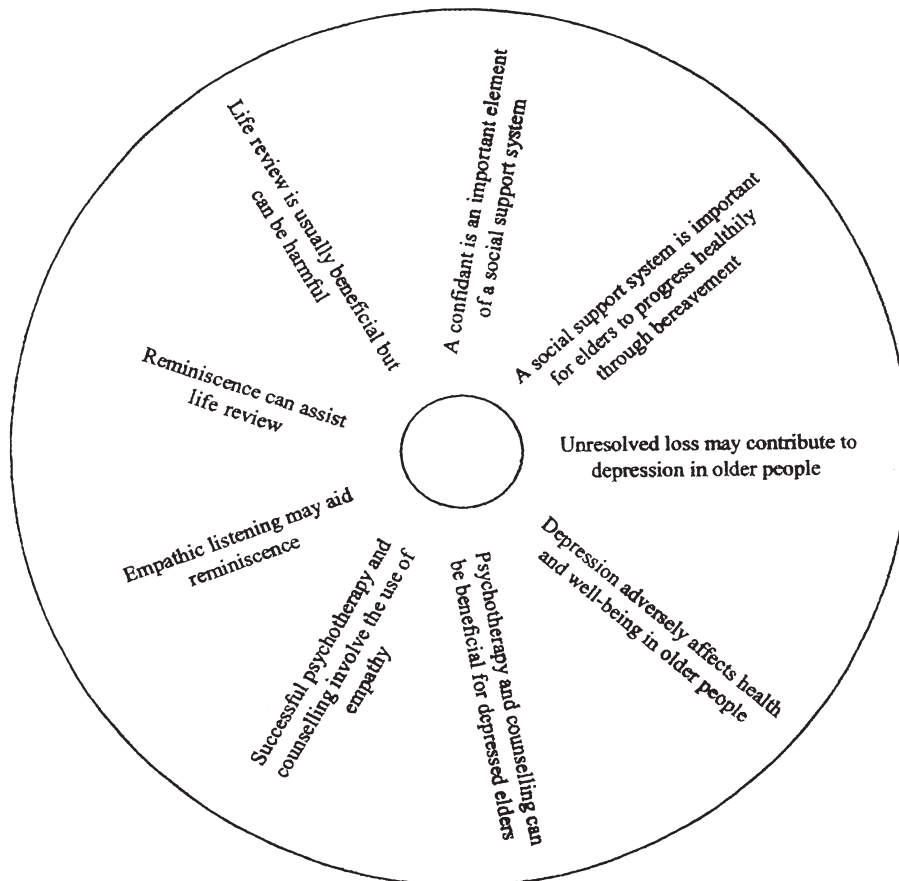 A confidant is an important element
of a social support system
A social support system is important
for elders to progress healthily
through bereavement
Unresolved loss may contribute to
depression in older people
Depression adversely affects health
and well-being in older people
Psychotherapy and counselling can
be beneficial for depressed elders
Successful psychotherapy and
counselling involve the use of
empathy
Empathic listening may aid
reminiscence
Reminiscence can assist
life review
Life review is usually beneficial but
can be harmful